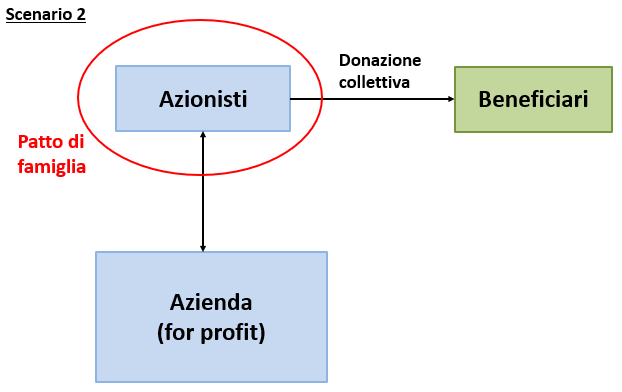 Scenario 2
Donazione
collettiva
Azionisti
Beneficiari
Patto di
famiglia
Azienda
(for profit)